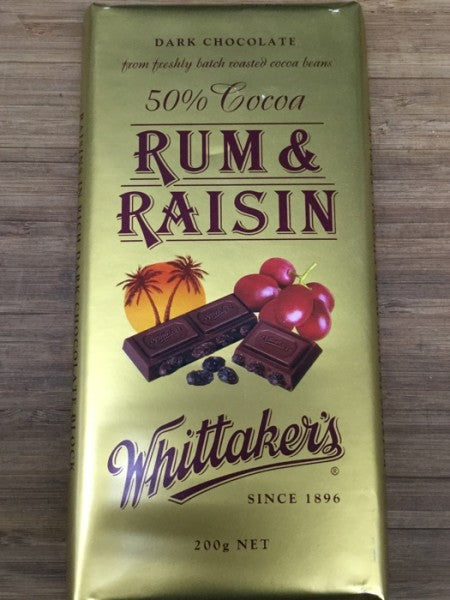 DARK CHOCOLATE
from freshly batch roasted cocoa beans
50% Cocoa
RUM &
RAISIN
Whittaker's
®
SINCE 1896
200g NET